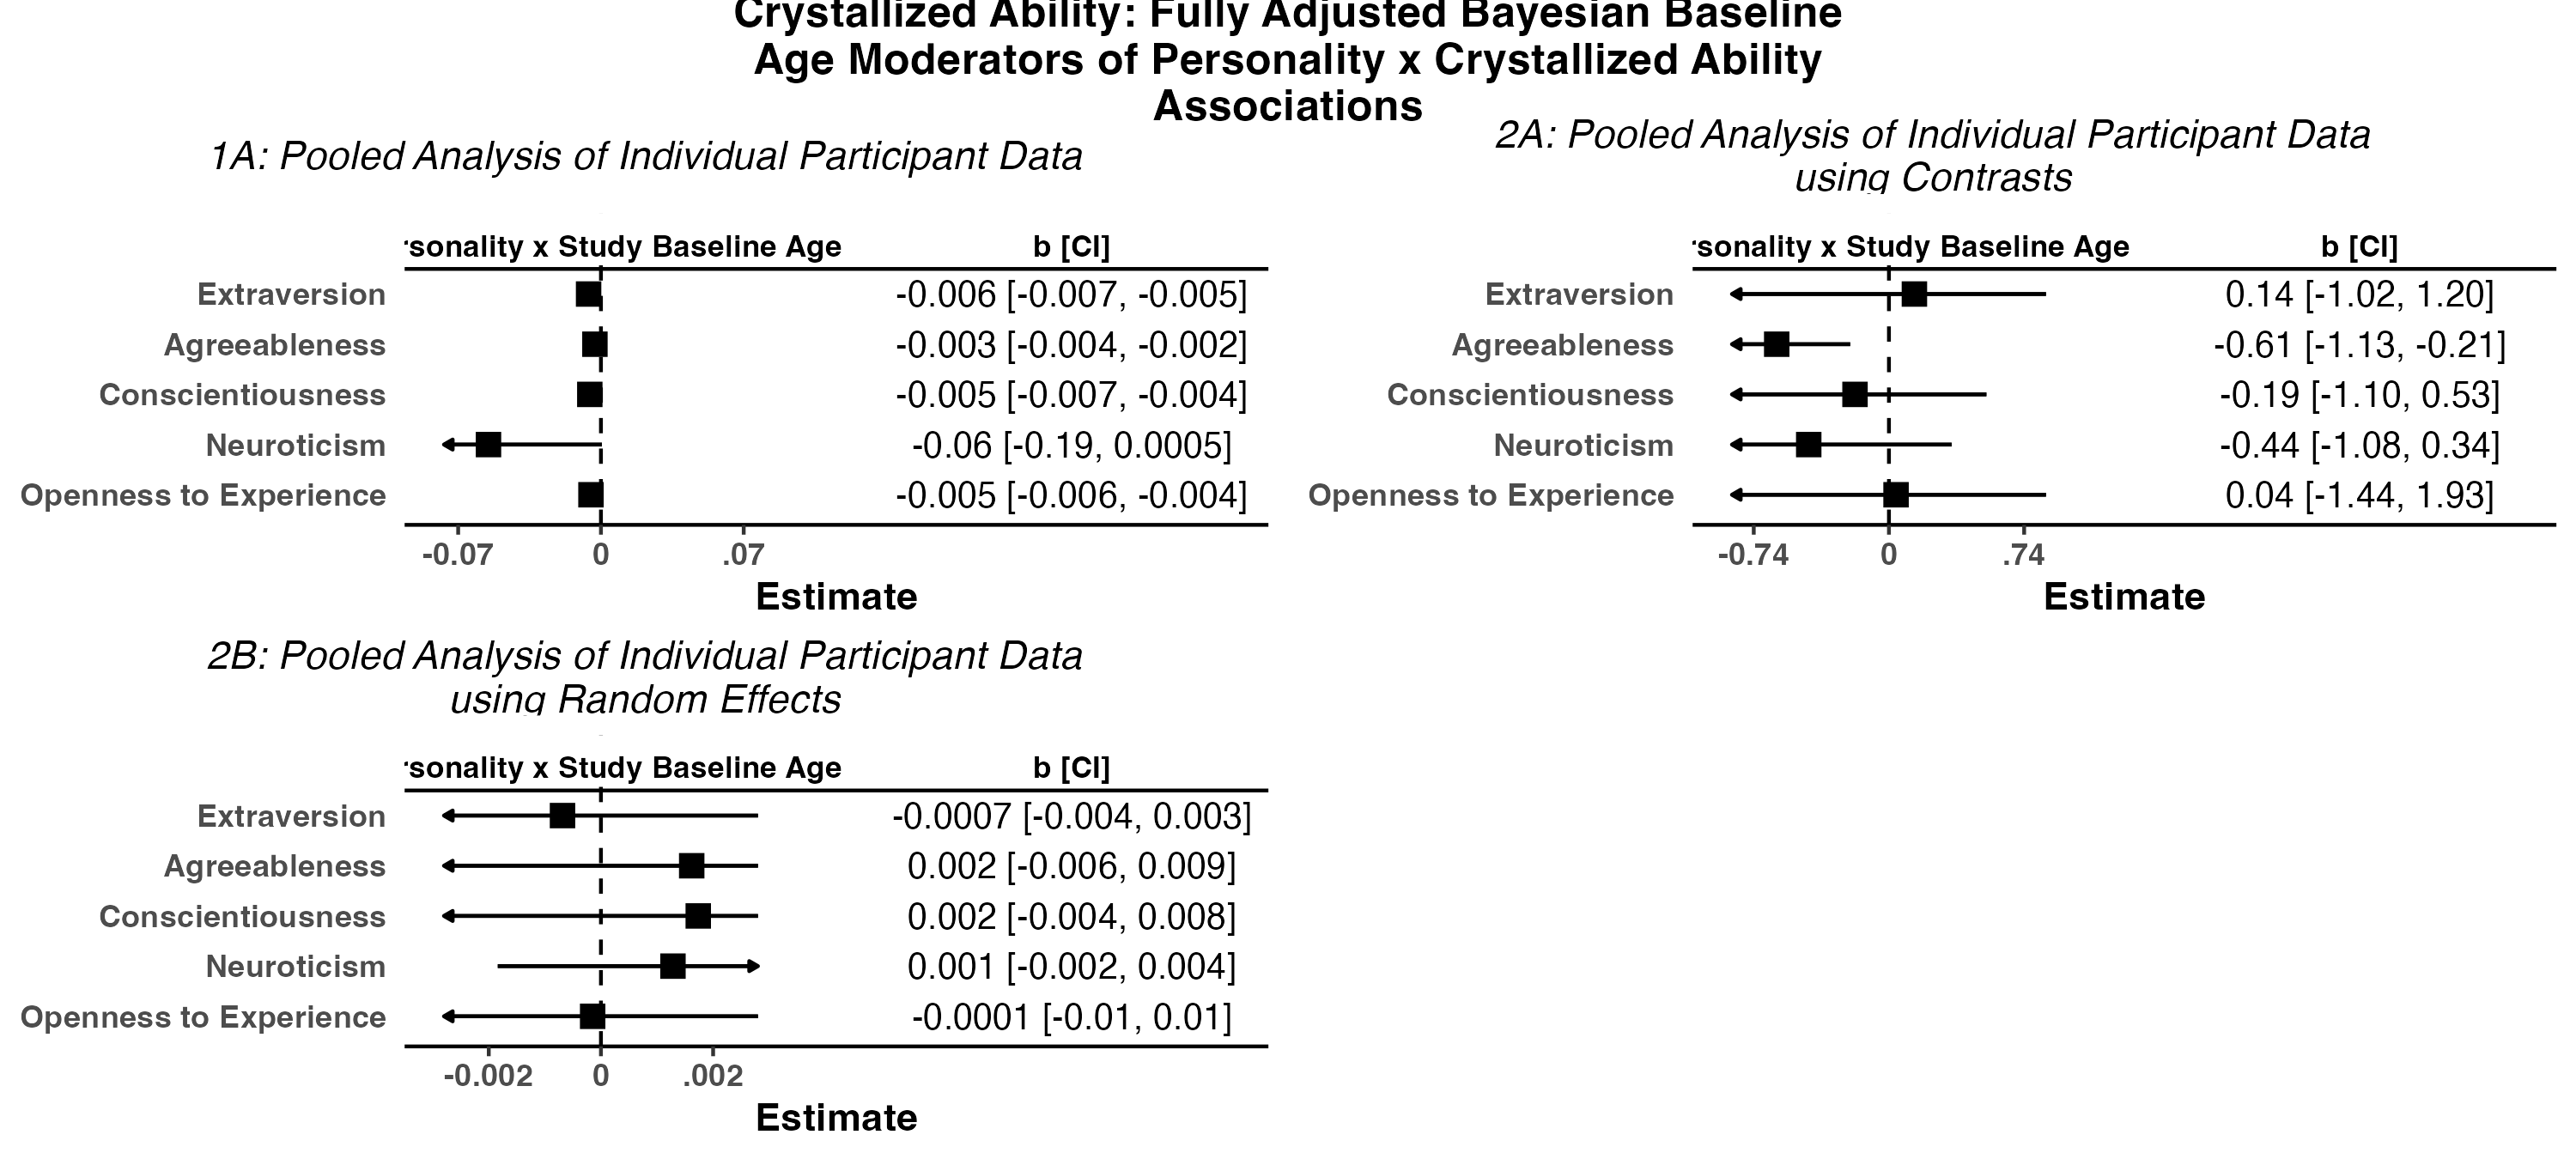 Crystallized Ability: Fully Adjusted Bayesian Baseline
Age Moderators of Personality x Crystallized Ability
Associations
1A: Pooled Analysis of Individual Participant Data
sonality x Study Baseline Age b [CI]
Extraversion -0.006 [-0.007, -0.005]
Agreeableness -0.003 [-0.004, -0.002]
Conscientiousness -0.005 [-0.007, -0.004]
Neuroticism -0.06 [-0.19, 0.0005]
Openness to Experience -0.005 [-0.006, -0.004]
-0.07 0 .07
Estimate
2A: Pooled Analysis of Individual Participant Data
using Contrasts
sonality x Study Baseline Age b [CI]
Extraversion 0.14 [-1.02, 1.20]
Agreeableness -0.61 [-1.13, -0.21]
Conscientiousness -0.19 [-1.10, 0.53]
Neuroticism -0.44 [-1.08, 0.34]
Openness to Experience 0.04 [-1.44, 1.93]
-0.74 0 .74
Estimate
2B: Pooled Analysis of Individual Participant Data
using Random Effects
sonality x Study Baseline Age b [CI]
Extraversion -0.0007 [-0.004, 0.003]
Agreeableness 0.002 [-0.006, 0.009]
Conscientiousness 0.002 [-0.004, 0.008]
Neuroticism 0.001 [-0.002, 0.004]
Openness to Experience -0.0001 [-0.01, 0.01]
-0.002 0 .002
Estimate